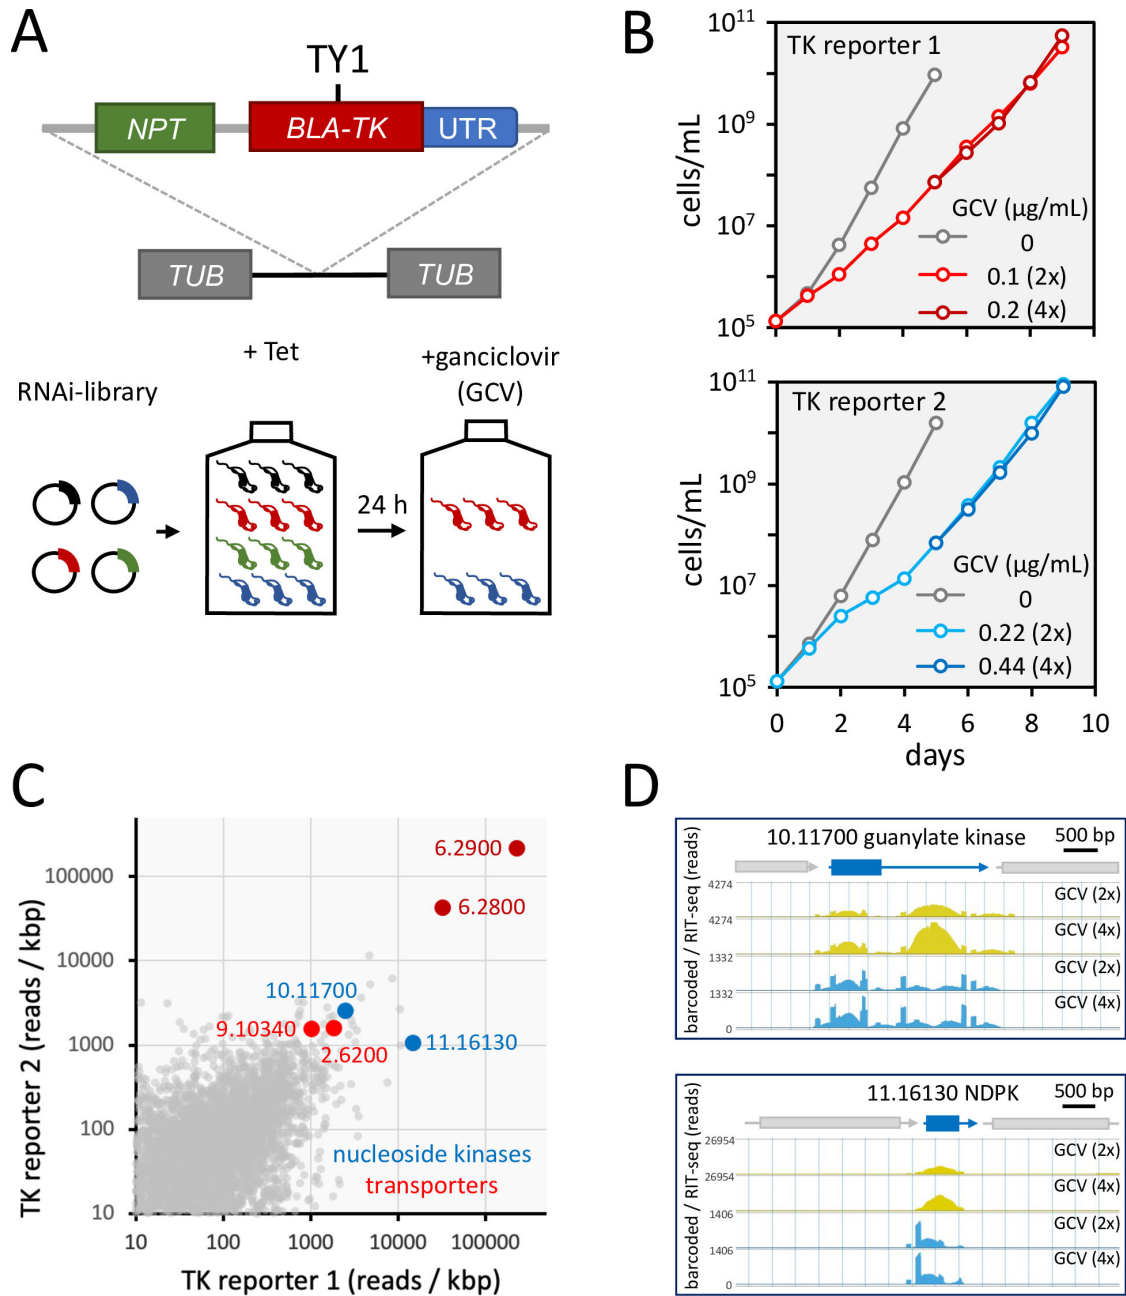 A
TY1
NPT
BLA-TK
UTR
TUB
TUB
RNAi-library
+ Tet
+ganciclovir
(GCV)
24 h
B
TK reporter 1
cells/mL
10¹¹
10⁹
10⁷
10⁵
GCV (µg/mL)
0
0.1 (2x)
0.2 (4x)
TK reporter 2
cells/mL
10¹¹
10⁹
10⁷
10⁵
GCV (µg/mL)
0
0.22 (2x)
0.44 (4x)
0 2 4 6 8 10
days
C
TK reporter 2 (reads / kbp)
100000
10000
1000
100
10
6.2900
6.2800
10.11700
9.10340
2.6200
11.16130
nucleoside kinases
transporters
10 100 1000 10000 100000
TK reporter 1 (reads / kbp)
D
barcoded / RIT-seq (reads)
10.11700 guanylate kinase
500 bp
4274
GCV (2x)
4274
GCV (4x)
1332
GCV (2x)
1332
GCV (4x)
0
barcoded / RIT-seq (reads)
11.16130 NDPK
500 bp
26954
GCV (2x)
26954
GCV (4x)
1406
GCV (2x)
1406
GCV (4x)
0